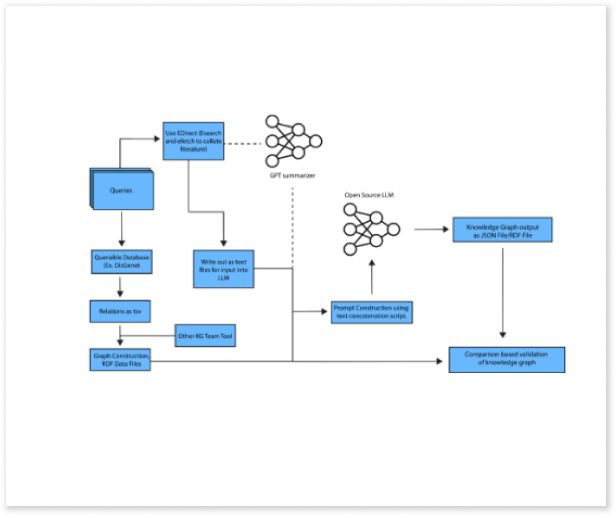 Use EDirect (Esearch
and efetch to collate
literature)
GPT summarizer
Queries
Open Source LLM
Knowledge Graph output
as JSON File/RDF File
Queriable Database
(Ex. DisGenet
Write out as text
files for input into
LLM
Relations as tsv
Prompt Construction using
text concatenation script.
Other KG Team Tool
Graph Construction,
RDF Data Files
Comparison based validation
of knowledge graph